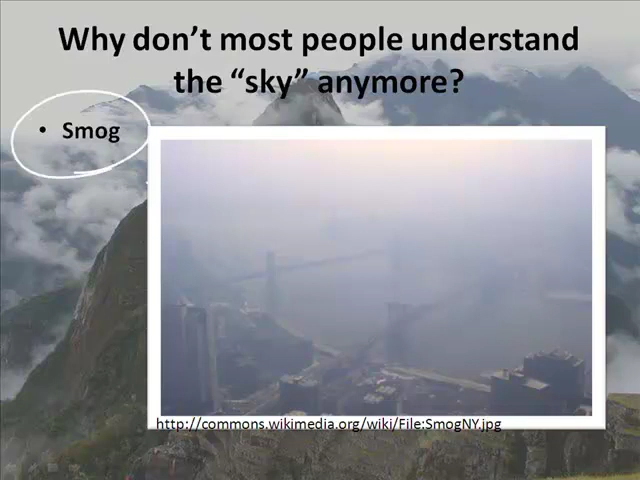 Why don’t most people understand
the “sky” anymore?
• Smog
http://commons.wikimedia.org/wiki/File:SmogNY.jpg